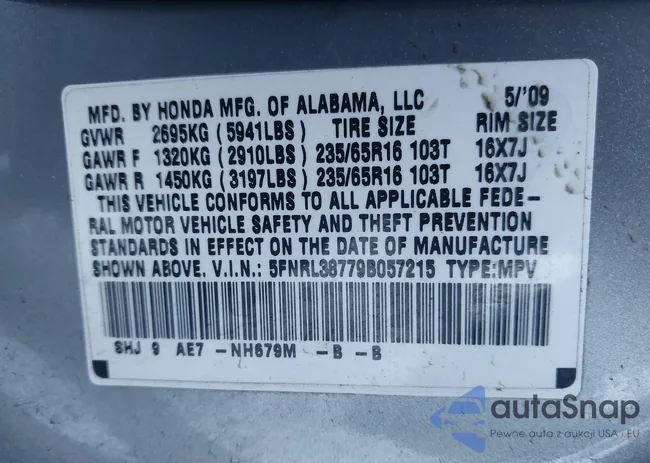 MFD. BY HONDA MFG. OF ALABAMA, LLC 5/'09
GVWR 2695KG (5941LBS) TIRE SIZE RIM SIZE
GAWR F 1320KG (2910LBS) 235/65R16 103T 16X7J
GAWR R 1450KG (3197LBS) 235/65R16 103T 16X7J
THIS VEHICLE CONFORMS TO ALL APPLICABLE FEDE-
RAL MOTOR VEHICLE SAFETY AND THEFT PREVENTION
STANDARDS IN EFFECT ON THE DATE OF MANUFACTURE
SHOWN ABOVE. V.I.N.: 5FNRL38779B057215 TYPE:MPV
SHJ 9 AE7 -NH679M -B -B
autaSnap
Pewne auta z aukcji USA i EU